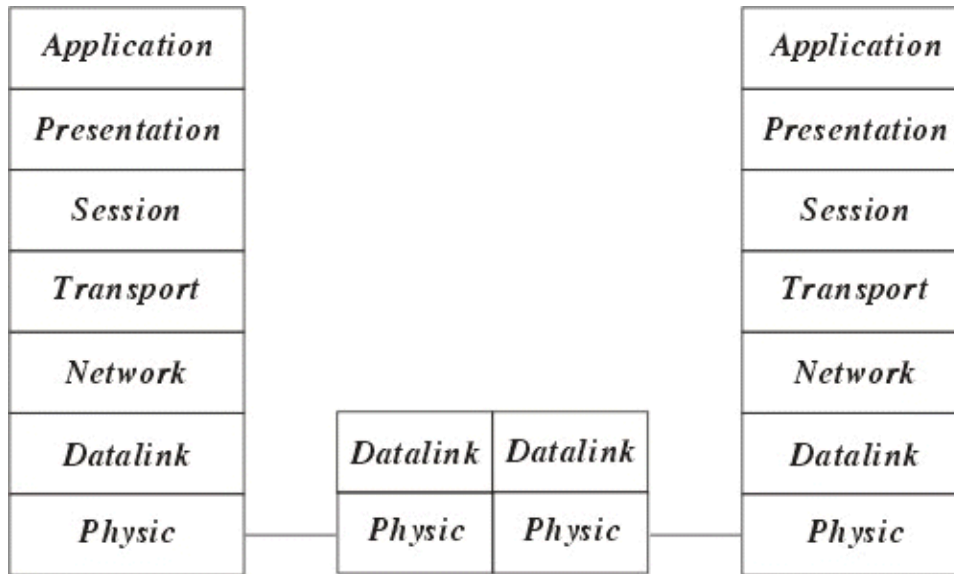 Application Application
Presentation Presentation
Session Session
Transport Transport
Network Network
Datalink Datalink Datalink Datalink
Physic Physic Physic Physic